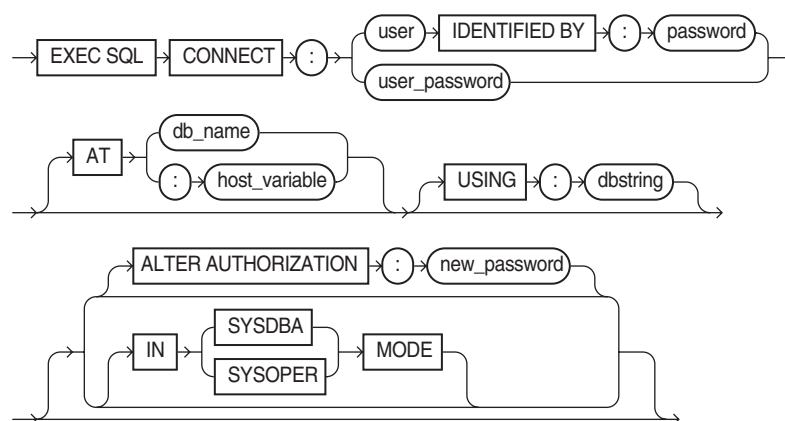 user IDENTIFIED BY : password
EXEC SQL CONNECT :
user_password
db_name
AT
: host_variable
USING : dbstring
ALTER AUTHORIZATION : new_password
SYSDBA
IN MODE
SYSOPER